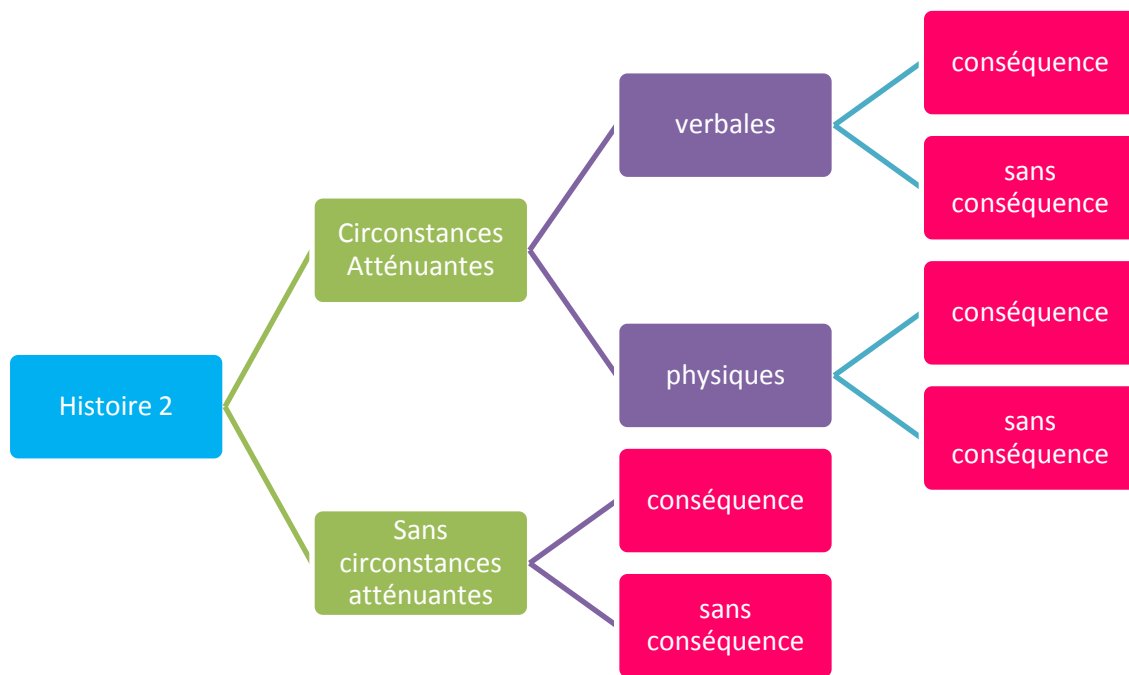 Histoire 2
Circonstances
Atténuantes
verbales
conséquence
sans
conséquence
physiques
conséquence
sans
conséquence
Sans
circonstances
atténuantes
conséquence
sans
conséquence